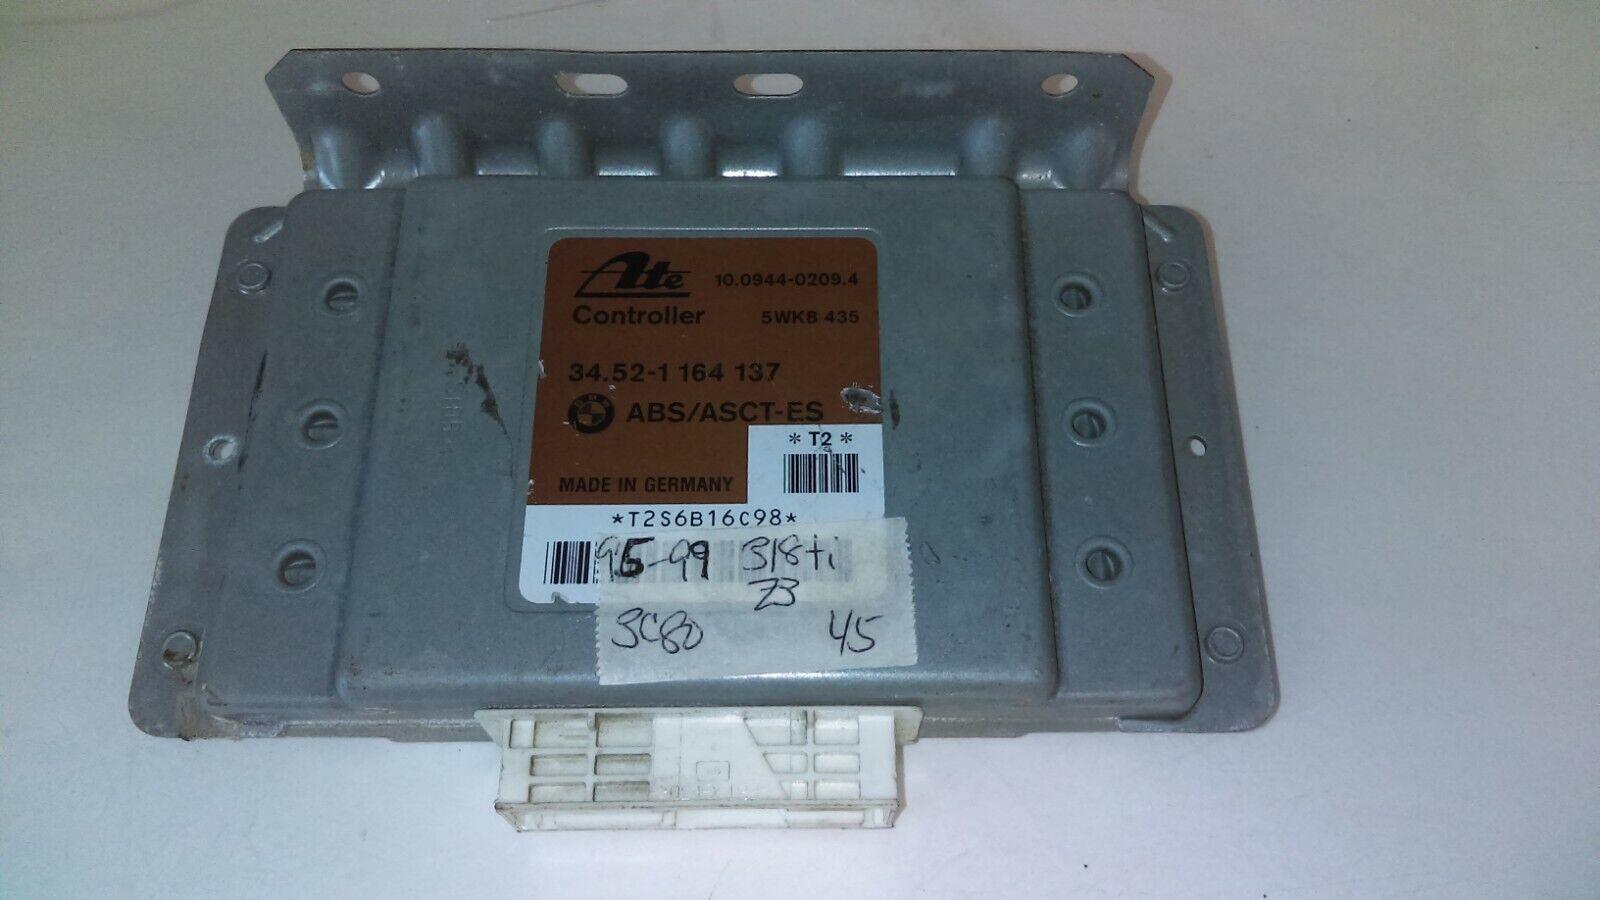 Ate 10.0944-0209.4
Controller 5WK8 435
34.52-1 164 137
BMW ABS/ASCT-ES
* T2 *
MADE IN GERMANY
*T2S6B16C98*
95-99 318ti
Z3
3C80 45